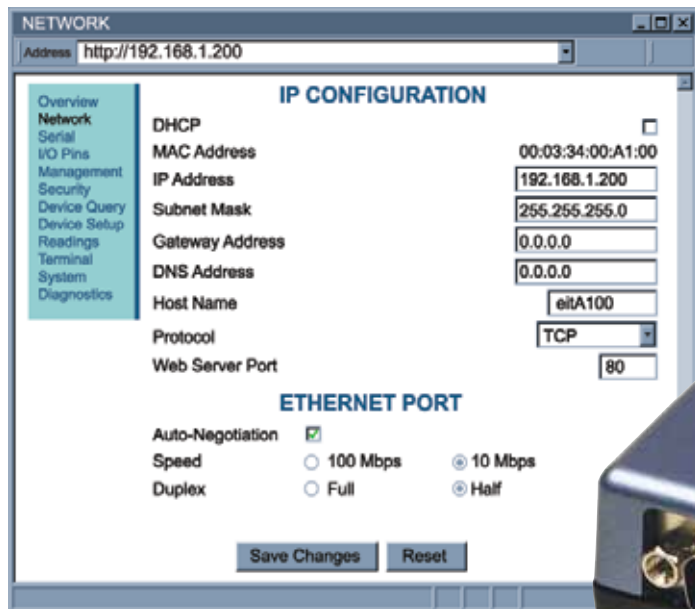 NETWORK
Address http://192.168.1.200
Overview
Network
Serial
I/O Pins
Management
Security
Device Query
Device Setup
Readings
Terminal
System
Diagnostics
IP CONFIGURATION
DHCP
MAC Address 00:03:34:00:A1:00
IP Address 192.168.1.200
Subnet Mask 255.255.255.0
Gateway Address 0.0.0.0
DNS Address 0.0.0.0
Host Name eitA100
Protocol TCP
Web Server Port 80
ETHERNET PORT
Auto-Negotiation
Speed 100 Mbps 10 Mbps
Duplex Full Half
Save Changes Reset